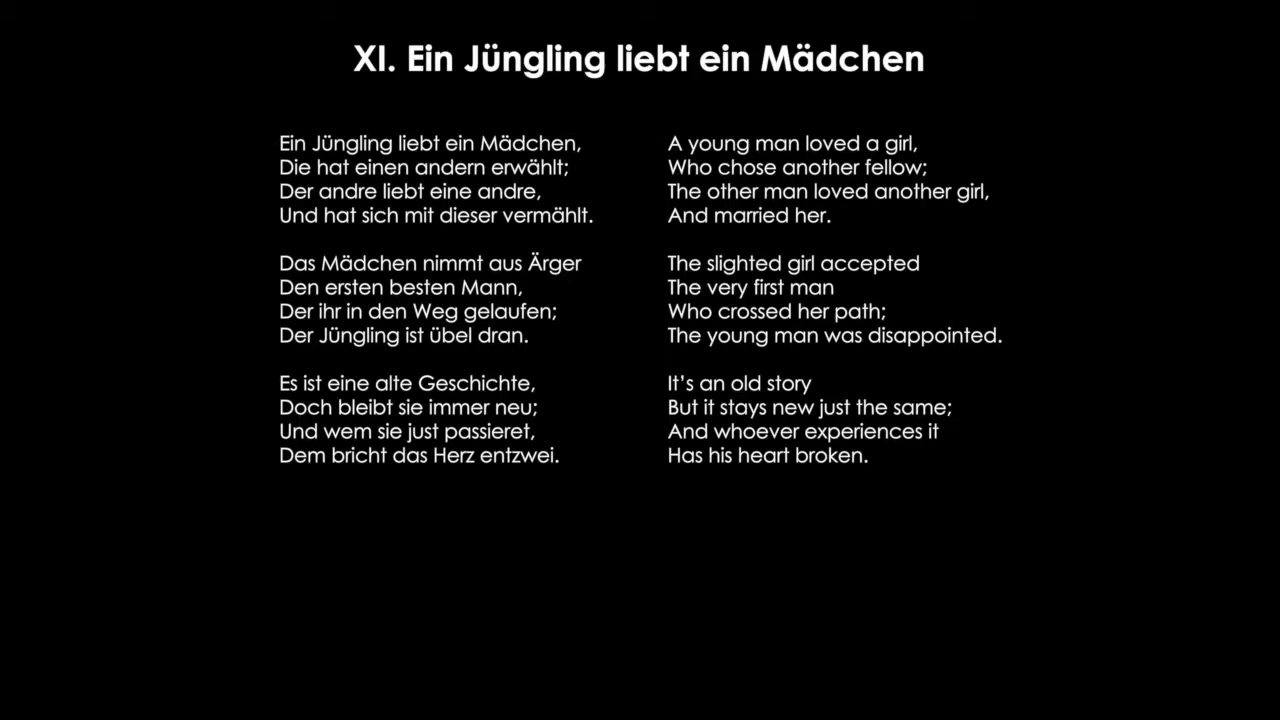 XI. Ein Jüngling liebt ein Mädchen
Ein Jüngling liebt ein Mädchen,
Die hat einen andern erwählt;
Der andre liebt eine andre,
Und hat sich mit dieser vermählt.
Das Mädchen nimmt aus Ärger
Den ersten besten Mann,
Der ihr in den Weg gelaufen;
Der Jüngling ist übel dran.
Es ist eine alte Geschichte,
Doch bleibt sie immer neu;
Und wem sie just passieret,
Dem bricht das Herz entzwei.
A young man loved a girl,
Who chose another fellow;
The other man loved another girl,
And married her.
The slighted girl accepted
The very first man
Who crossed her path;
The young man was disappointed.
It's an old story
But it stays new just the same;
And whoever experiences it
Has his heart broken.